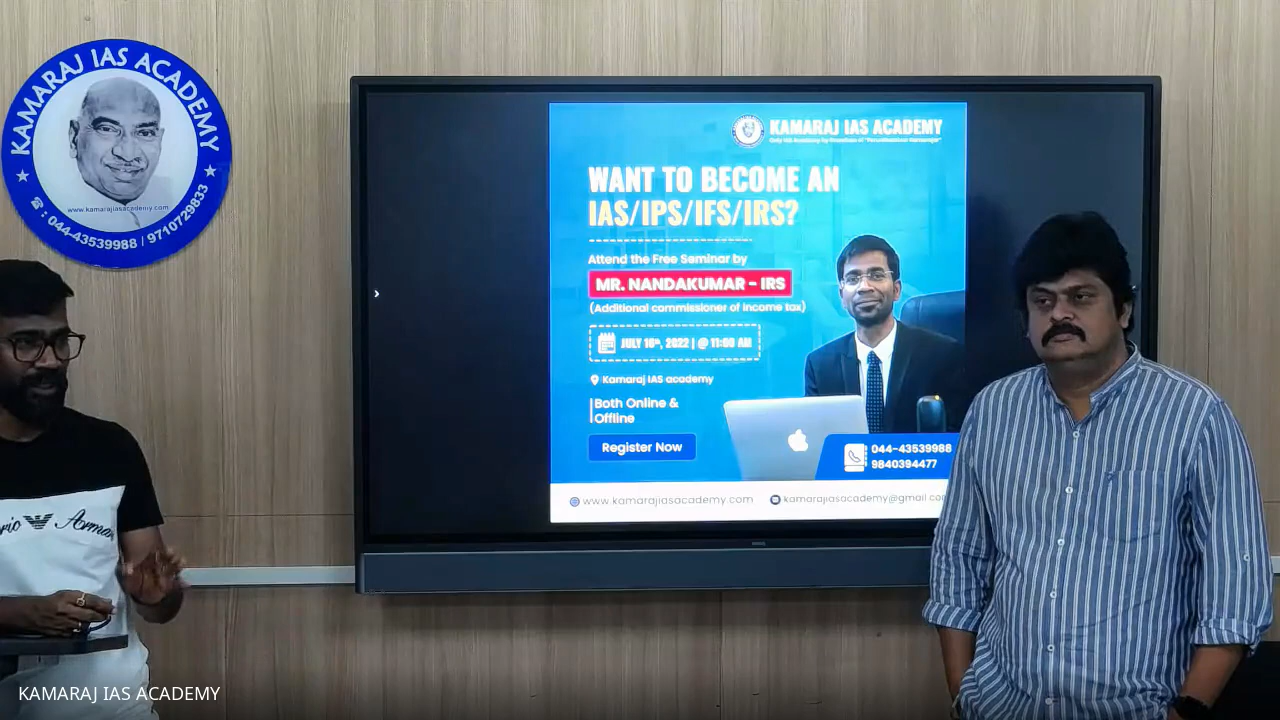 KAMARAJ IAS ACADEMY
www.kamarajiasacademy.com
☎ : 044-43539988 / 9710729833
KAMARAJ IAS ACADEMY
WANT TO BECOME AN
IAS/IPS/IFS/IRS?
Attend the Free Seminar by
MR. NANDAKUMAR - IRS
(Additional commissioner of income tax)
JULY 16th, 2022 | @ 11:00 AM
Kamaraj IAS academy
Both Online &
Offline
Register Now
044-43539988
9840394477
www.kamarajiasacademy.com
kamarajiasacademy@gmail.com
rio Arman
KAMARAJ IAS ACADEMY